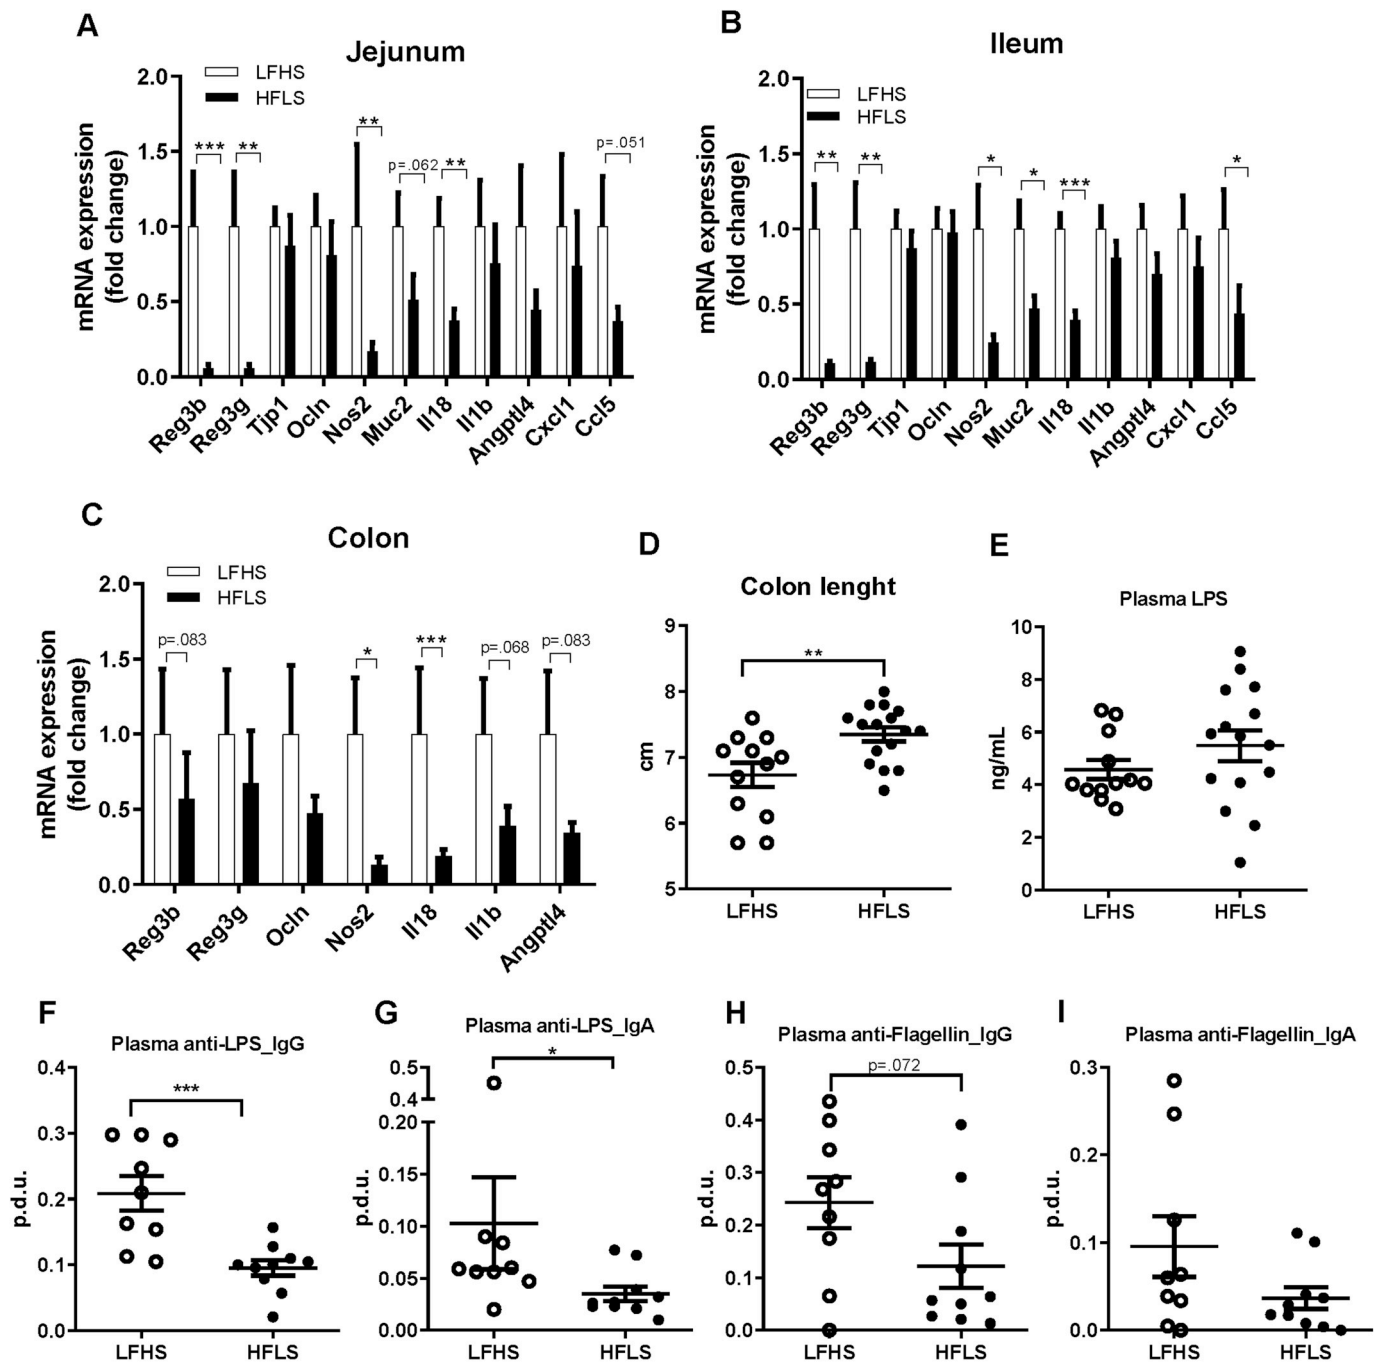 A
Jejunum
LFHS
HFLS
mRNA expression
(fold change)
2.0
1.5
1.0
0.5
0.0
***
**
**
p=.062
**
p=.051
Reg3b
Reg3g
Tjp1
Ocln
Nos2
Muc2
Il18
Il1b
Angptl4
Cxcl1
Ccl5
B
Ileum
LFHS
HFLS
mRNA expression
(fold change)
2.0
1.5
1.0
0.5
0.0
**
**
*
*
***
*
Reg3b
Reg3g
Tjp1
Ocln
Nos2
Muc2
Il18
Il1b
Angptl4
Cxcl1
Ccl5
C
Colon
LFHS
HFLS
mRNA expression
(fold change)
2.0
1.5
1.0
0.5
0.0
p=.083
*
***
p=.068
p=.083
Reg3b
Reg3g
Ocln
Nos2
Il18
Il1b
Angptl4
D
Colon lenght
cm
9
8
7
6
5
**
LFHS
HFLS
E
Plasma LPS
ng/mL
10
8
6
4
2
0
LFHS
HFLS
F
Plasma anti-LPS_IgG
p.d.u.
0.4
0.3
0.2
0.1
0.0
***
LFHS
HFLS
G
Plasma anti-LPS_IgA
p.d.u.
0.5
0.4
0.20
0.15
0.10
0.05
0.00
*
LFHS
HFLS
H
Plasma anti-Flagellin_IgG
p.d.u.
0.5
0.4
0.3
0.2
0.1
0.0
p=.072
LFHS
HFLS
I
Plasma anti-Flagellin_IgA
p.d.u.
0.3
0.2
0.1
0.0
LFHS
HFLS